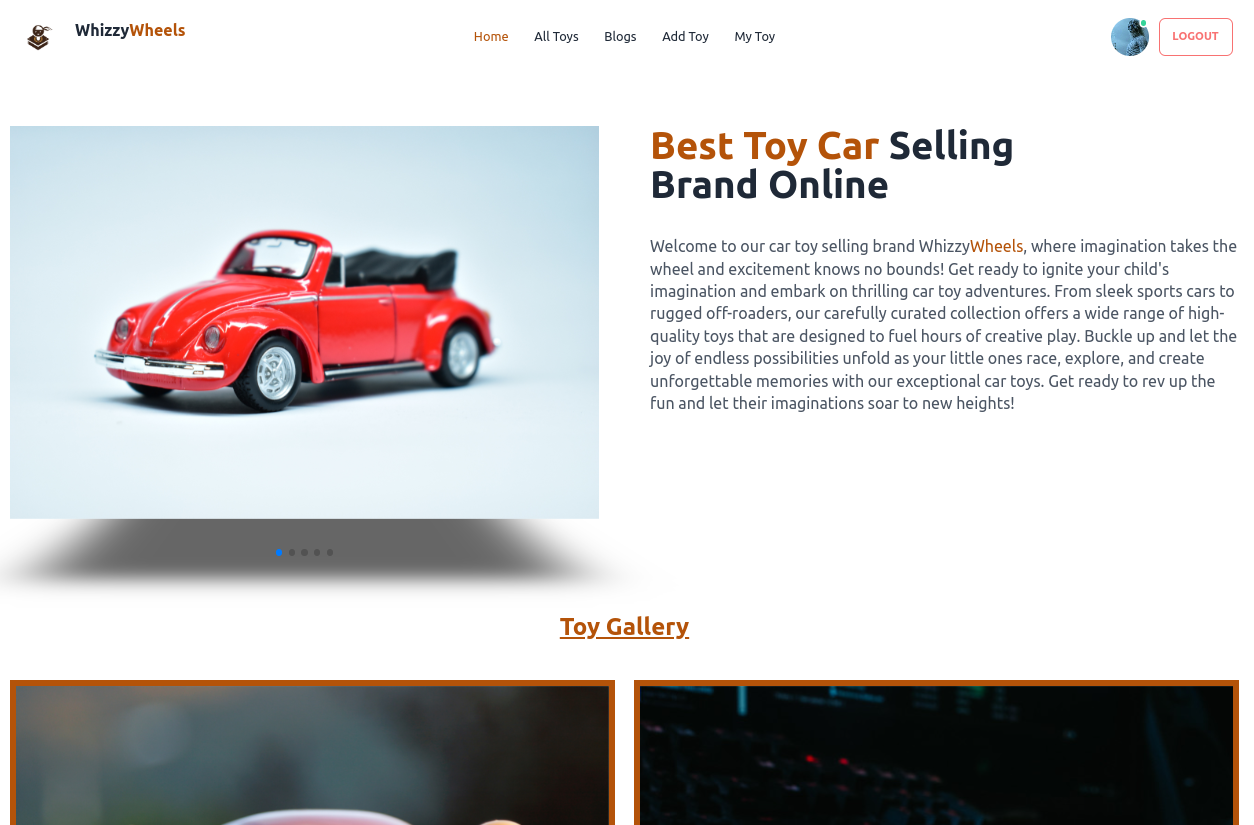 WhizzyWheels
Home
All Toys
Blogs
Add Toy
My Toy
LOGOUT
Best Toy Car Selling
Brand Online
Welcome to our car toy selling brand WhizzyWheels, where imagination takes the
wheel and excitement knows no bounds! Get ready to ignite your child's
imagination and embark on thrilling car toy adventures. From sleek sports cars to
rugged off-roaders, our carefully curated collection offers a wide range of high-
quality toys that are designed to fuel hours of creative play. Buckle up and let the
joy of endless possibilities unfold as your little ones race, explore, and create
unforgettable memories with our exceptional car toys. Get ready to rev up the
fun and let their imaginations soar to new heights!
Toy Gallery